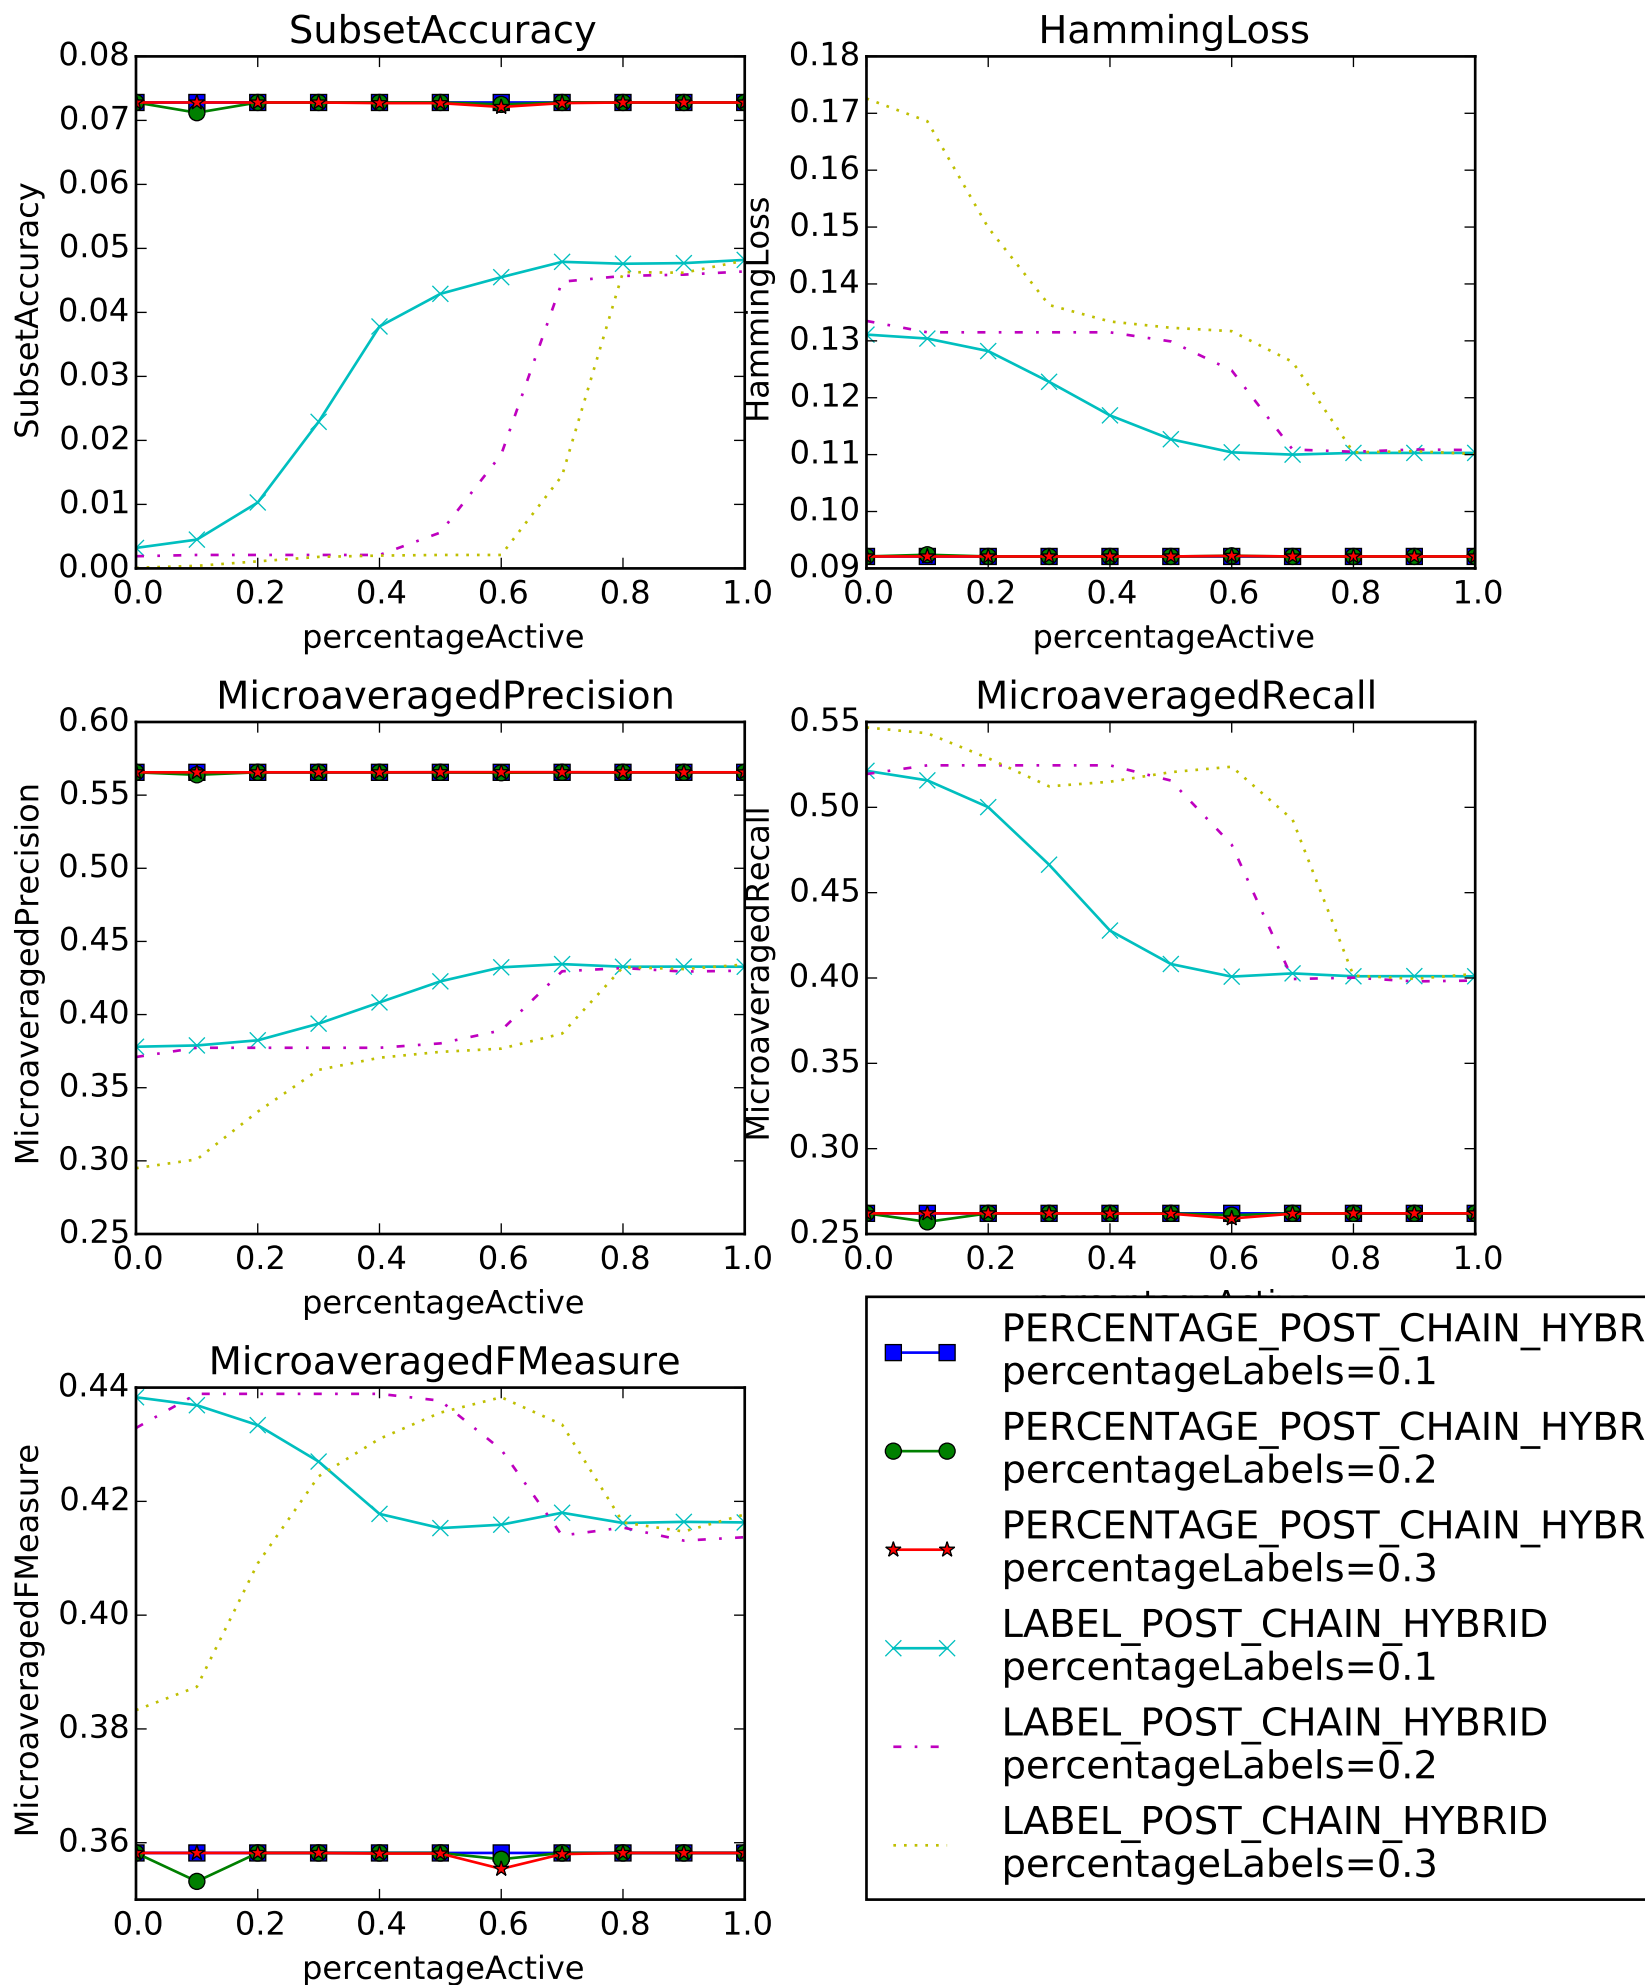 SubsetAccuracy
0.08
0.07
0.06
0.05
0.04
0.03
0.02
0.01
0.00
SubsetAccuracy
0.0 0.2 0.4 0.6 0.8 1.0
percentageActive
HammingLoss
0.18
0.17
0.16
0.15
0.14
0.13
0.12
0.11
0.10
0.09
HammingLoss
0.0 0.2 0.4 0.6 0.8 1.0
percentageActive
MicroaveragedPrecision
0.60
0.55
0.50
0.45
0.40
0.35
0.30
0.25
MicroaveragedPrecision
0.0 0.2 0.4 0.6 0.8 1.0
percentageActive
MicroaveragedRecall
0.55
0.50
0.45
0.40
0.35
0.30
0.25
MicroaveragedRecall
0.0 0.2 0.4 0.6 0.8 1.0
MicroaveragedFMeasure
0.44
0.42
0.40
0.38
0.36
MicroaveragedFMeasure
0.0 0.2 0.4 0.6 0.8 1.0
percentageActive
PERCENTAGE_POST_CHAIN_HYBR
percentageLabels=0.1
PERCENTAGE_POST_CHAIN_HYBR
percentageLabels=0.2
PERCENTAGE_POST_CHAIN_HYBR
percentageLabels=0.3
LABEL_POST_CHAIN_HYBRID
percentageLabels=0.1
LABEL_POST_CHAIN_HYBRID
percentageLabels=0.2
LABEL_POST_CHAIN_HYBRID
percentageLabels=0.3